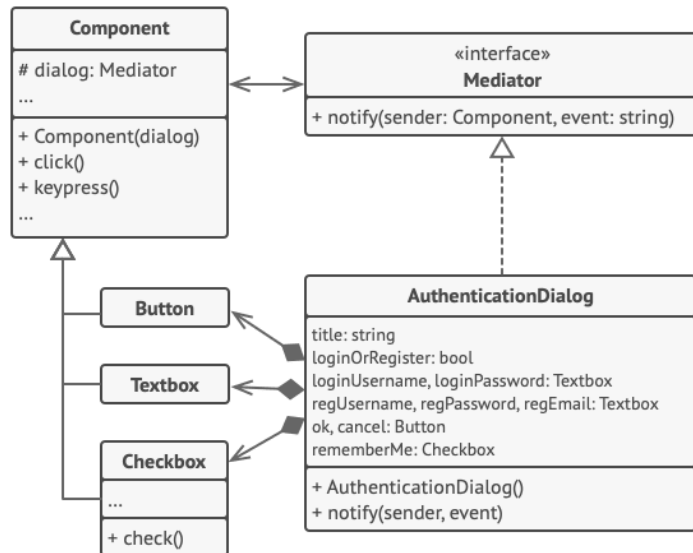 Component
# dialog: Mediator
...
+ Component(dialog)
+ click()
+ keypress()
...
«interface»
Mediator
+ notify(sender: Component, event: string)
Button
Textbox
Checkbox
...
+ check()
AuthenticationDialog
title: string
loginOrRegister: bool
loginUsername, loginPassword: Textbox
regUsername, regPassword, regEmail: Textbox
ok, cancel: Button
rememberMe: Checkbox
+ AuthenticationDialog()
+ notify(sender, event)